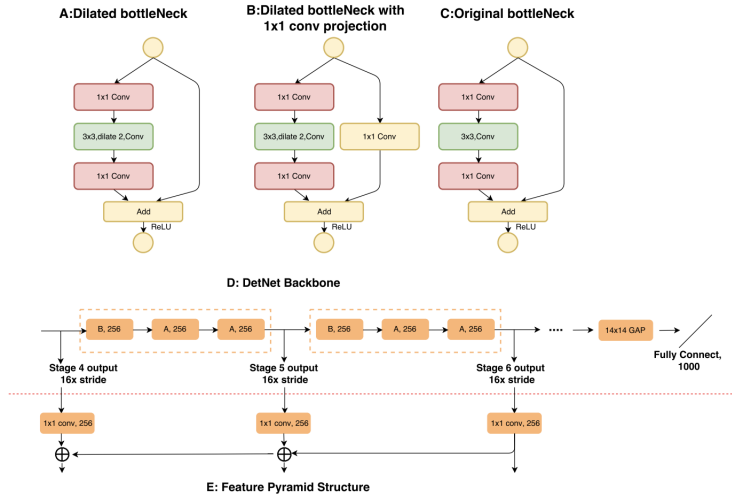 A:Dilated bottleNeck
B:Dilated bottleNeck with
1x1 conv projection
C:Original bottleNeck
1x1 Conv
3x3,dilate 2,Conv
1x1 Conv
Add
ReLU
1x1 Conv
3x3,dilate 2,Conv
1x1 Conv
1x1 Conv
Add
ReLU
1x1 Conv
3x3,Conv
1x1 Conv
Add
ReLU
D: DetNet Backbone
B, 256
A, 256
A, 256
B, 256
A, 256
A, 256
14x14 GAP
Fully Connect,
1000
Stage 4 output
16x stride
Stage 5 output
16x stride
Stage 6 output
16x stride
1x1 conv, 256
1x1 conv, 256
1x1 conv, 256
E: Feature Pyramid Structure